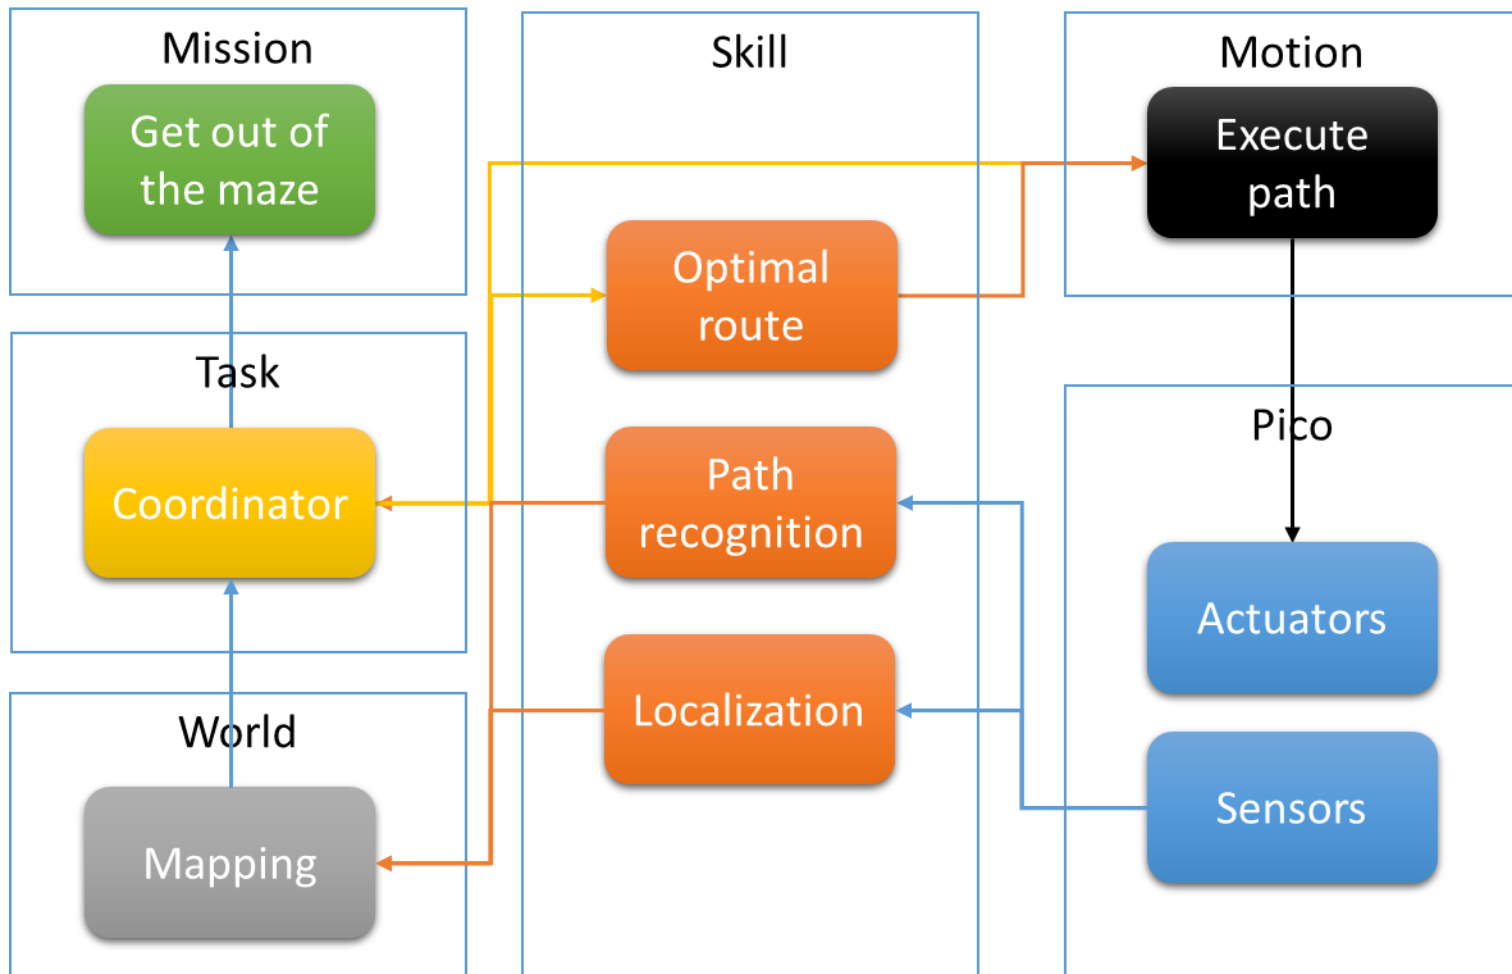 Mission
Get out of
the maze
Task
Coordinator
World
Mapping
Skill
Optimal
route
Path
recognition
Localization
Motion
Execute
path
Pico
Actuators
Sensors